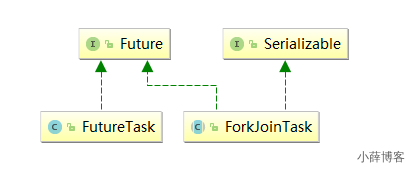 Future
Serializable
FutureTask
ForkJoinTask
小薛博客